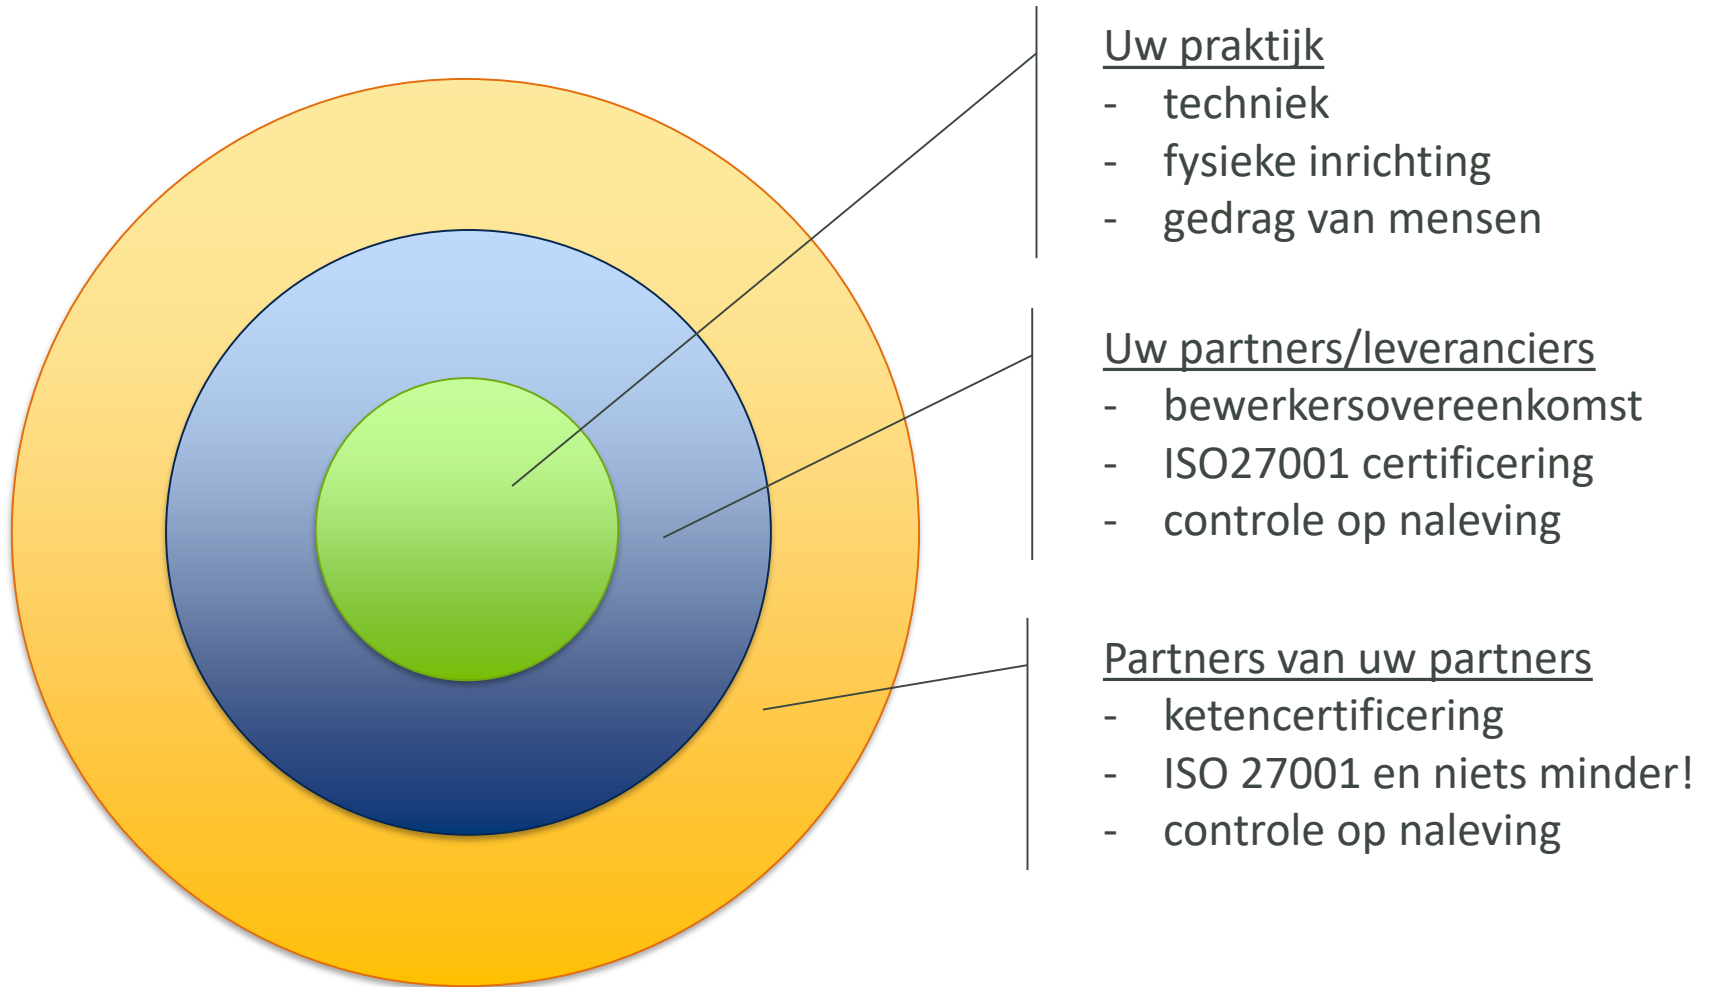 Uw praktijk
- techniek
- fysieke inrichting
- gedrag van mensen
Uw partners/leveranciers
- bewerkersovereenkomst
- ISO27001 certificering
- controle op naleving
Partners van uw partners
- ketencertificering
- ISO 27001 en niets minder!
- controle op naleving